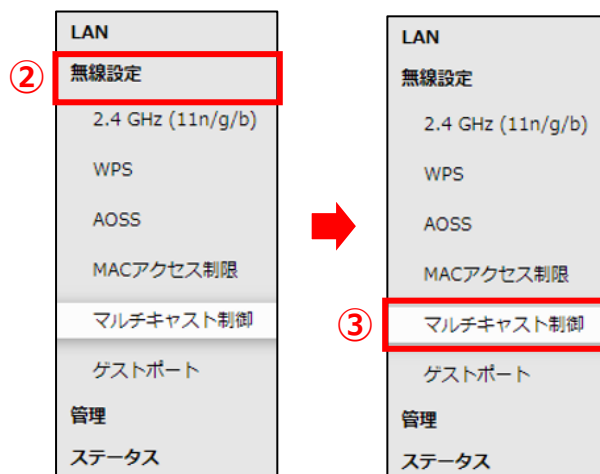 LAN
② 無線設定
2.4 GHz (11n/g/b)
WPS
AOSS
MACアクセス制限
マルチキャスト制御
ゲストポート
管理
ステータス
LAN
無線設定
2.4 GHz (11n/g/b)
WPS
AOSS
MACアクセス制限
③ マルチキャスト制御
ゲストポート
管理
ステータス